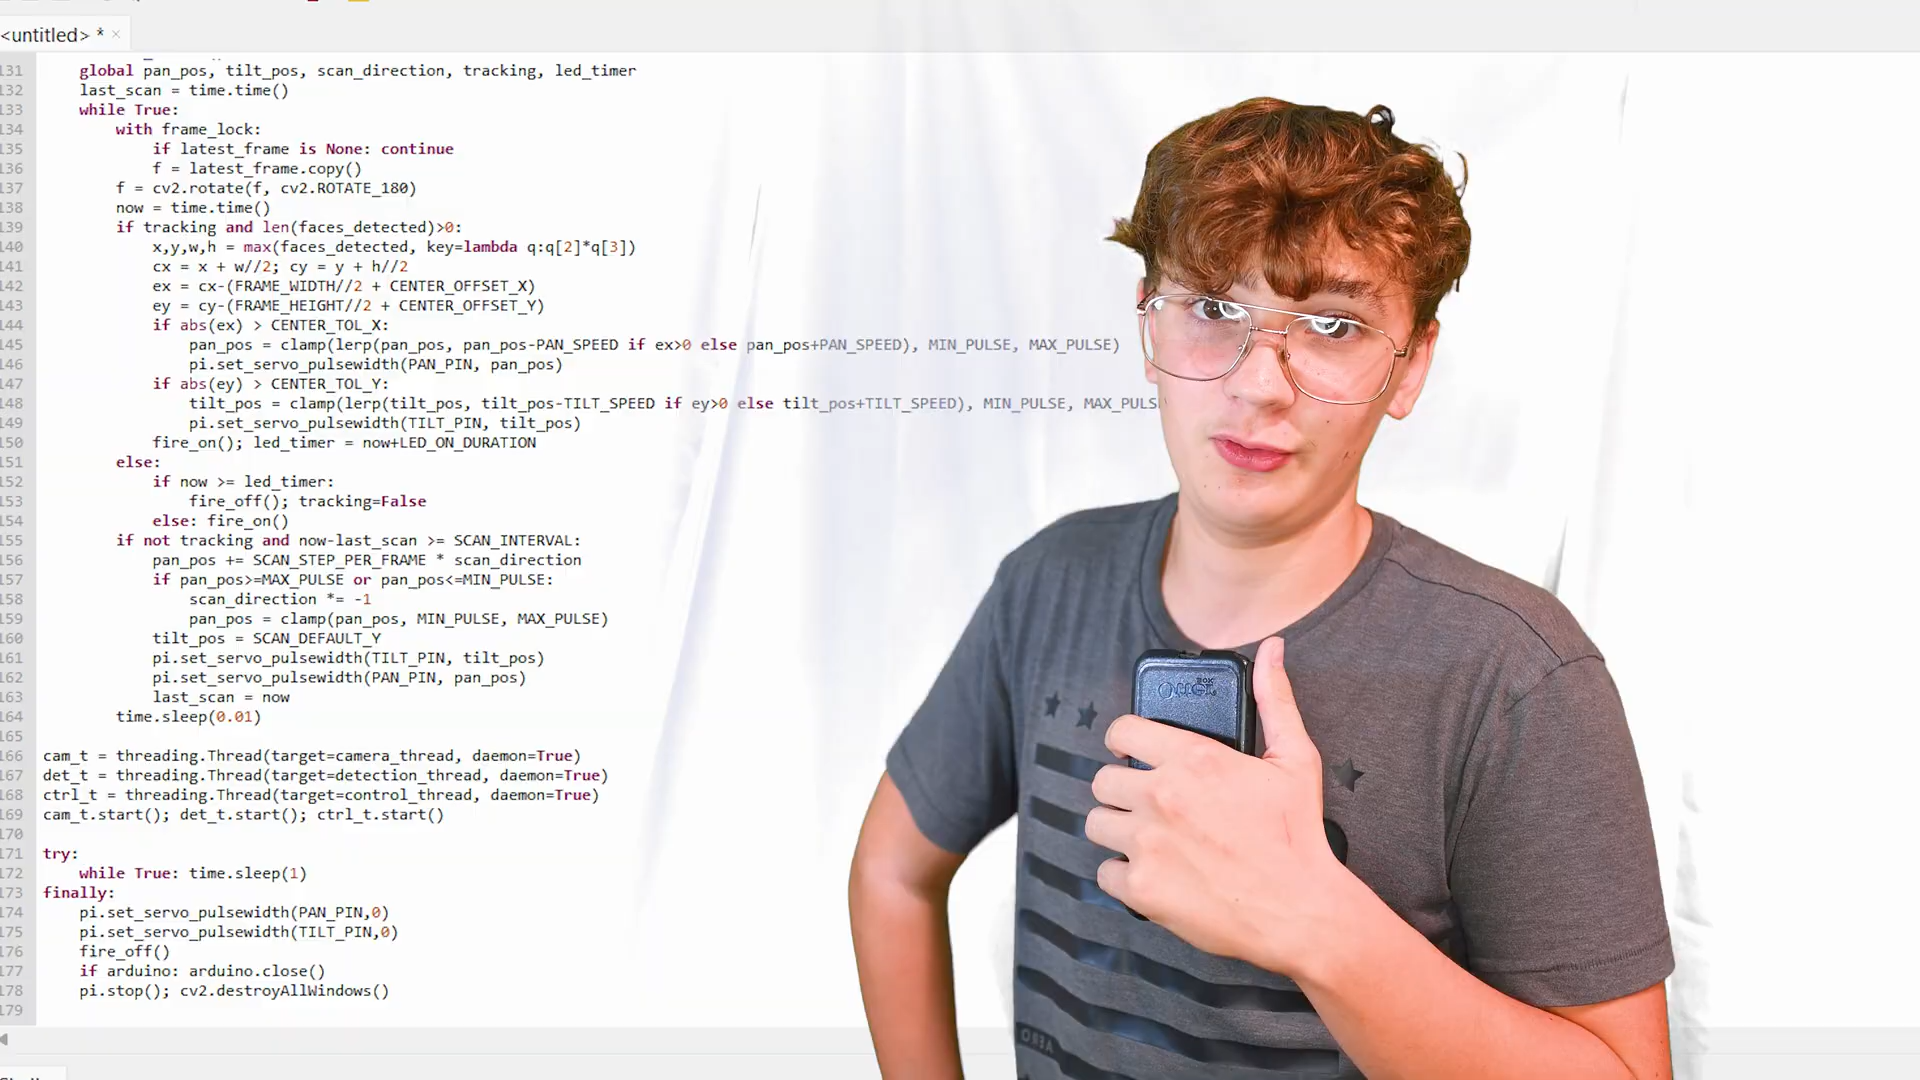 <untitled> * ×
131 global pan_pos, tilt_pos, scan_direction, tracking, led_timer
132 last_scan = time.time()
133 while True:
134 with frame_lock:
135 if latest_frame is None: continue
136 f = latest_frame.copy()
137 f = cv2.rotate(f, cv2.ROTATE_180)
138 now = time.time()
139 if tracking and len(faces_detected)>0:
140 x,y,w,h = max(faces_detected, key=lambda q:q[2]*q[3])
141 cx = x + w//2; cy = y + h//2
142 ex = cx-(FRAME_WIDTH//2 + CENTER_OFFSET_X)
143 ey = cy-(FRAME_HEIGHT//2 + CENTER_OFFSET_Y)
144 if abs(ex) > CENTER_TOL_X:
145 pan_pos = clamp(lerp(pan_pos, pan_pos-PAN_SPEED if ex>0 else pan_pos+PAN_SPEED), MIN_PULSE, MAX_PULSE)
146 pi.set_servo_pulsewidth(PAN_PIN, pan_pos)
147 if abs(ey) > CENTER_TOL_Y:
148 tilt_pos = clamp(lerp(tilt_pos, tilt_pos-TILT_SPEED if ey>0 else tilt_pos+TILT_SPEED), MIN_PULSE, MAX_PULS
149 pi.set_servo_pulsewidth(TILT_PIN, tilt_pos)
150 fire_on(); led_timer = now+LED_ON_DURATION
151 else:
152 if now >= led_timer:
153 fire_off(); tracking=False
154 else: fire_on()
155 if not tracking and now-last_scan >= SCAN_INTERVAL:
156 pan_pos += SCAN_STEP_PER_FRAME * scan_direction
157 if pan_pos>=MAX_PULSE or pan_pos<=MIN_PULSE:
158 scan_direction *= -1
159 pan_pos = clamp(pan_pos, MIN_PULSE, MAX_PULSE)
160 tilt_pos = SCAN_DEFAULT_Y
161 pi.set_servo_pulsewidth(TILT_PIN, tilt_pos)
162 pi.set_servo_pulsewidth(PAN_PIN, pan_pos)
163 last_scan = now
164 time.sleep(0.01)
165
166 cam_t = threading.Thread(target=camera_thread, daemon=True)
167 det_t = threading.Thread(target=detection_thread, daemon=True)
168 ctrl_t = threading.Thread(target=control_thread, daemon=True)
169 cam_t.start(); det_t.start(); ctrl_t.start()
170
171 try:
172 while True: time.sleep(1)
173 finally:
174 pi.set_servo_pulsewidth(PAN_PIN,0)
175 pi.set_servo_pulsewidth(TILT_PIN,0)
176 fire_off()
177 if arduino: arduino.close()
178 pi.stop(); cv2.destroyAllWindows()
179
AERO